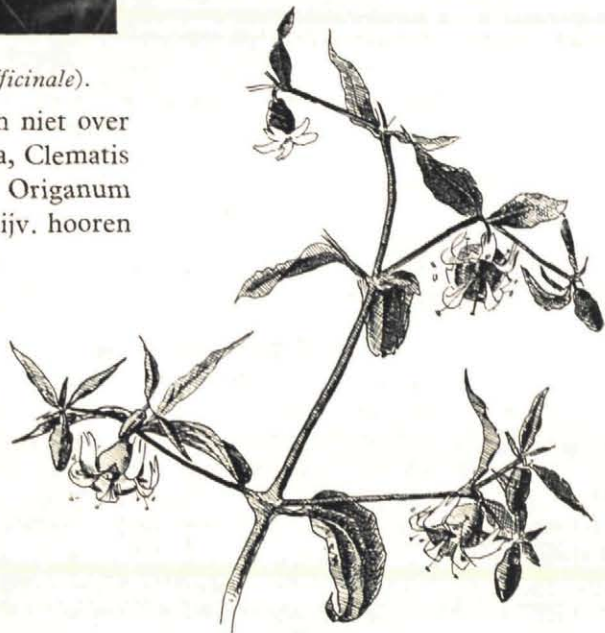 ficinale).
niet over
a, Clematis
Origanum
ijv. hooren